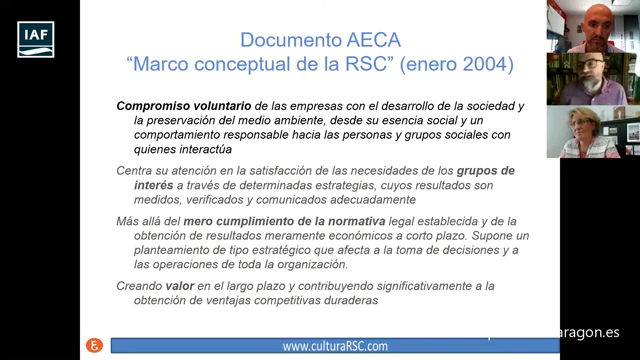 IAF
Documento AECA
“Marco conceptual de la RSC” (enero 2004)
Compromiso voluntario de las empresas con el desarrollo de la sociedad y
la preservación del medio ambiente, desde su esencia social y un
comportamiento responsable hacia las personas y grupos sociales con
quienes interactúa
Centra su atención en la satisfacción de las necesidades de los grupos de
interés a través de determinadas estrategias, cuyos resultados son
medidos, verificados y comunicados adecuadamente
Más allá del mero cumplimiento de la normativa legal establecida y de la
obtención de resultados meramente económicos a corto plazo. Supone un
planteamiento de tipo estratégico que afecta a la toma de decisiones y a
las operaciones de toda la organización.
Creando valor en el largo plazo y contribuyendo significativamente a la
obtención de ventajas competitivas duraderas
www.culturaRSC.com
aragon.es